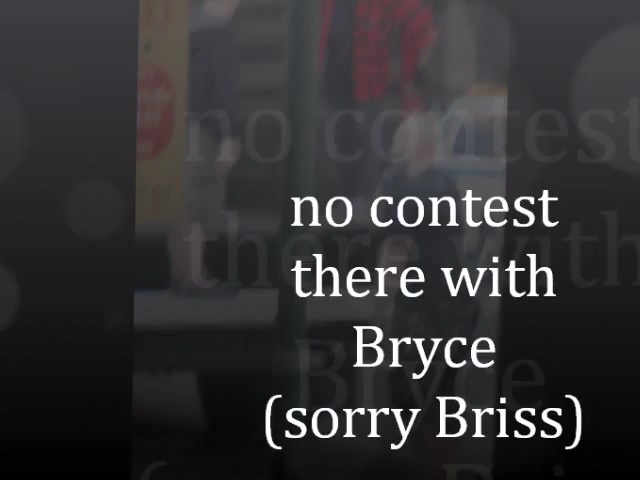 no contest
there with
Bryce
(sorry Briss)